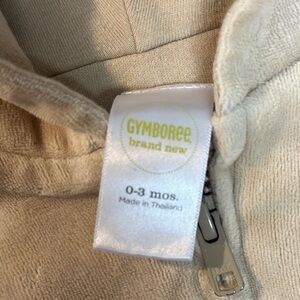 GYMBOREE
brand new
0-3 mos.
Made in Thailand